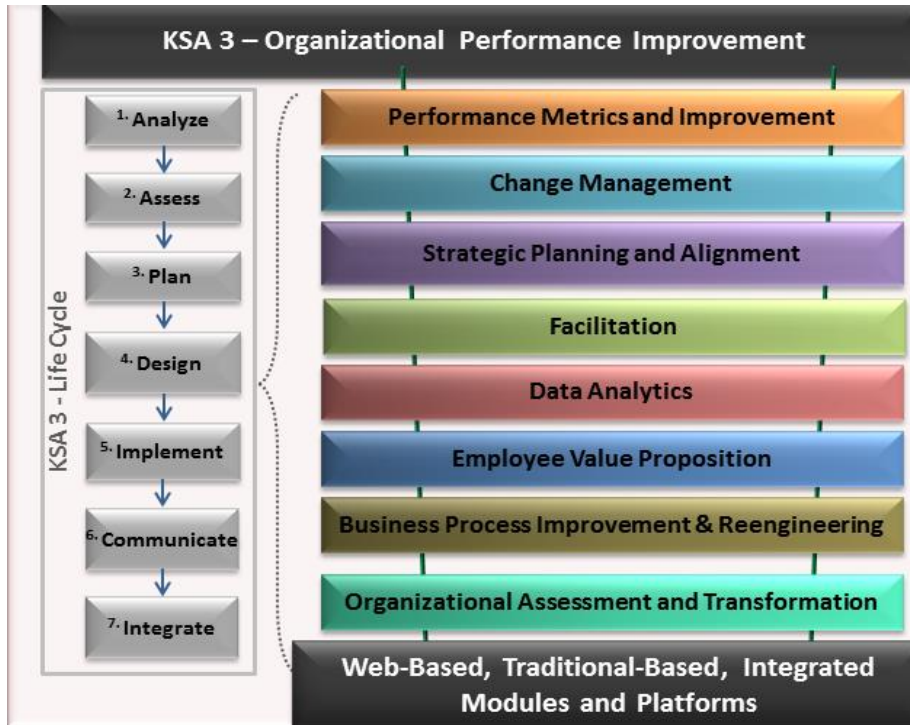 KSA 3 – Organizational Performance Improvement
KSA 3 - Life Cycle
1. Analyze
2. Assess
3. Plan
4. Design
5. Implement
6. Communicate
7. Integrate
Performance Metrics and Improvement
Change Management
Strategic Planning and Alignment
Facilitation
Data Analytics
Employee Value Proposition
Business Process Improvement & Reengineering
Organizational Assessment and Transformation
Web-Based, Traditional-Based, Integrated
Modules and Platforms